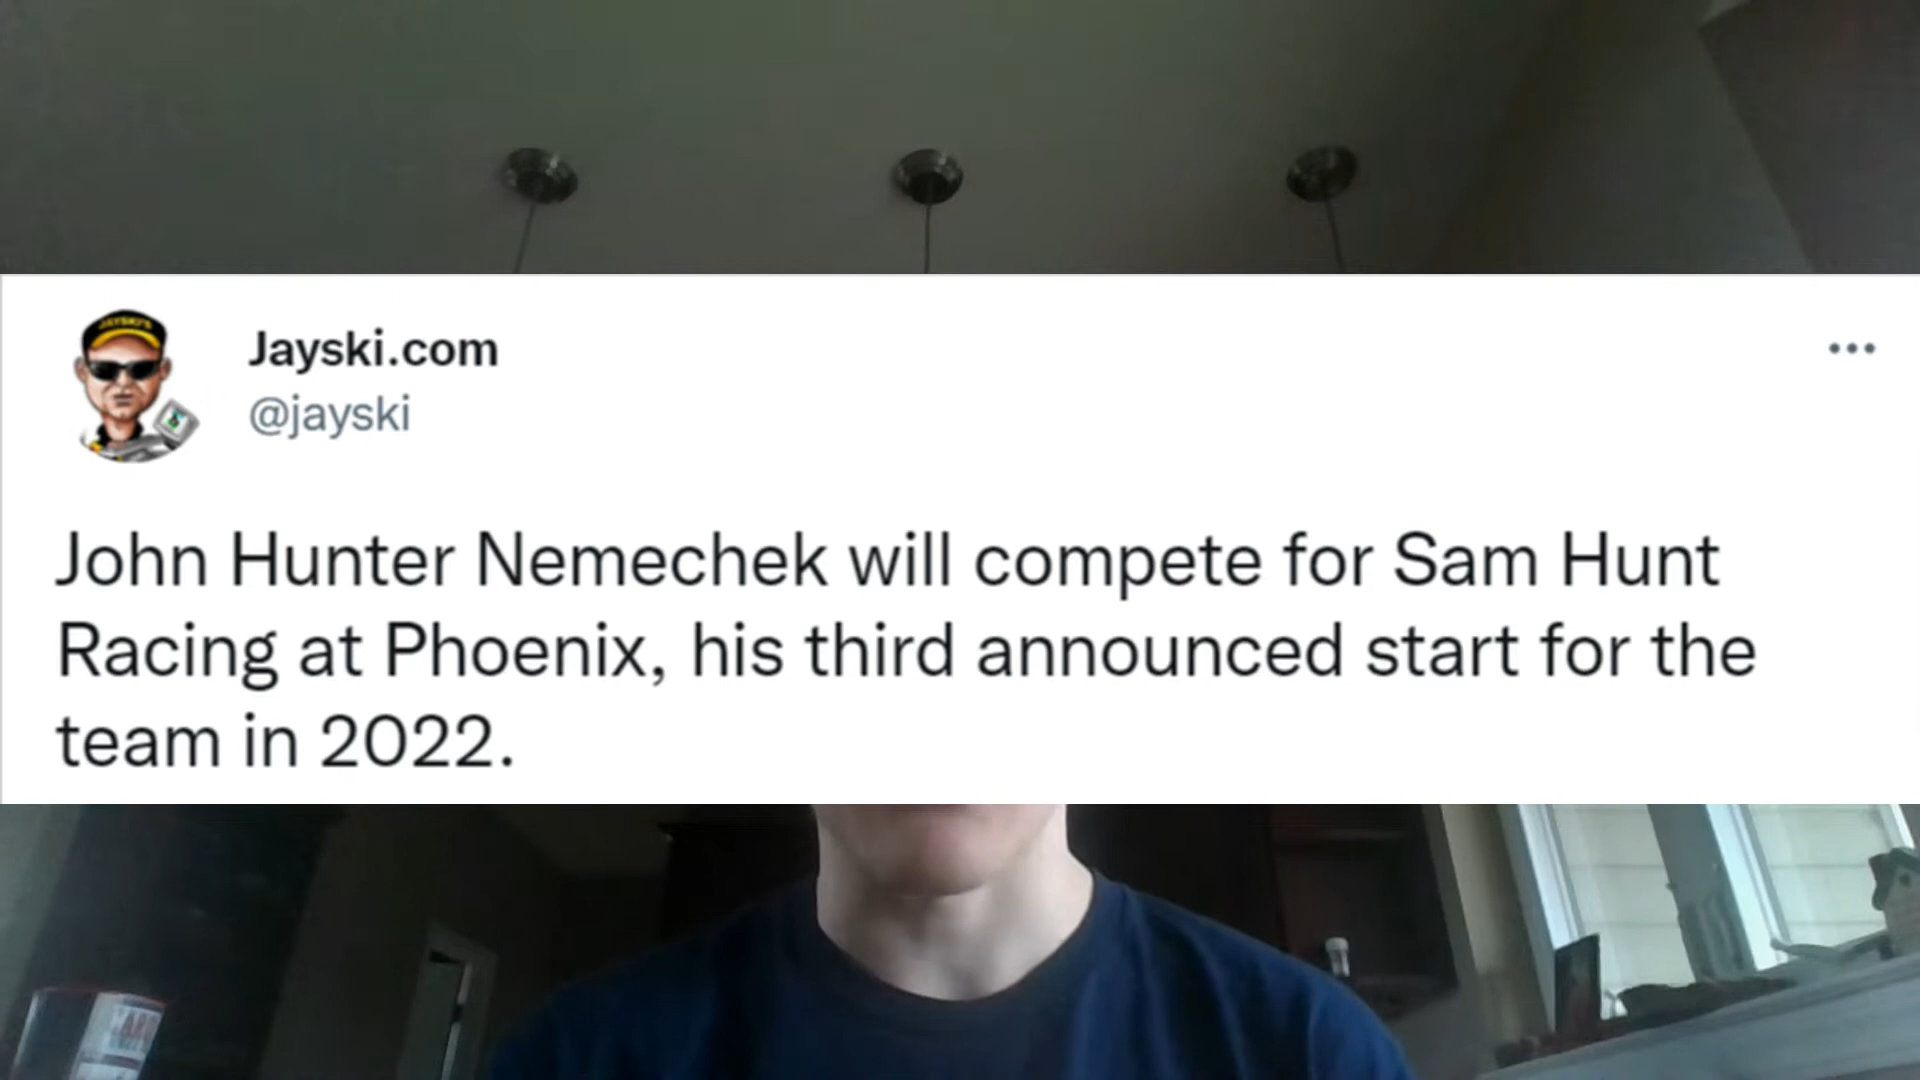 JAYSKI'S
Jayski.com
@jayski
John Hunter Nemechek will compete for Sam Hunt
Racing at Phoenix, his third announced start for the
team in 2022.